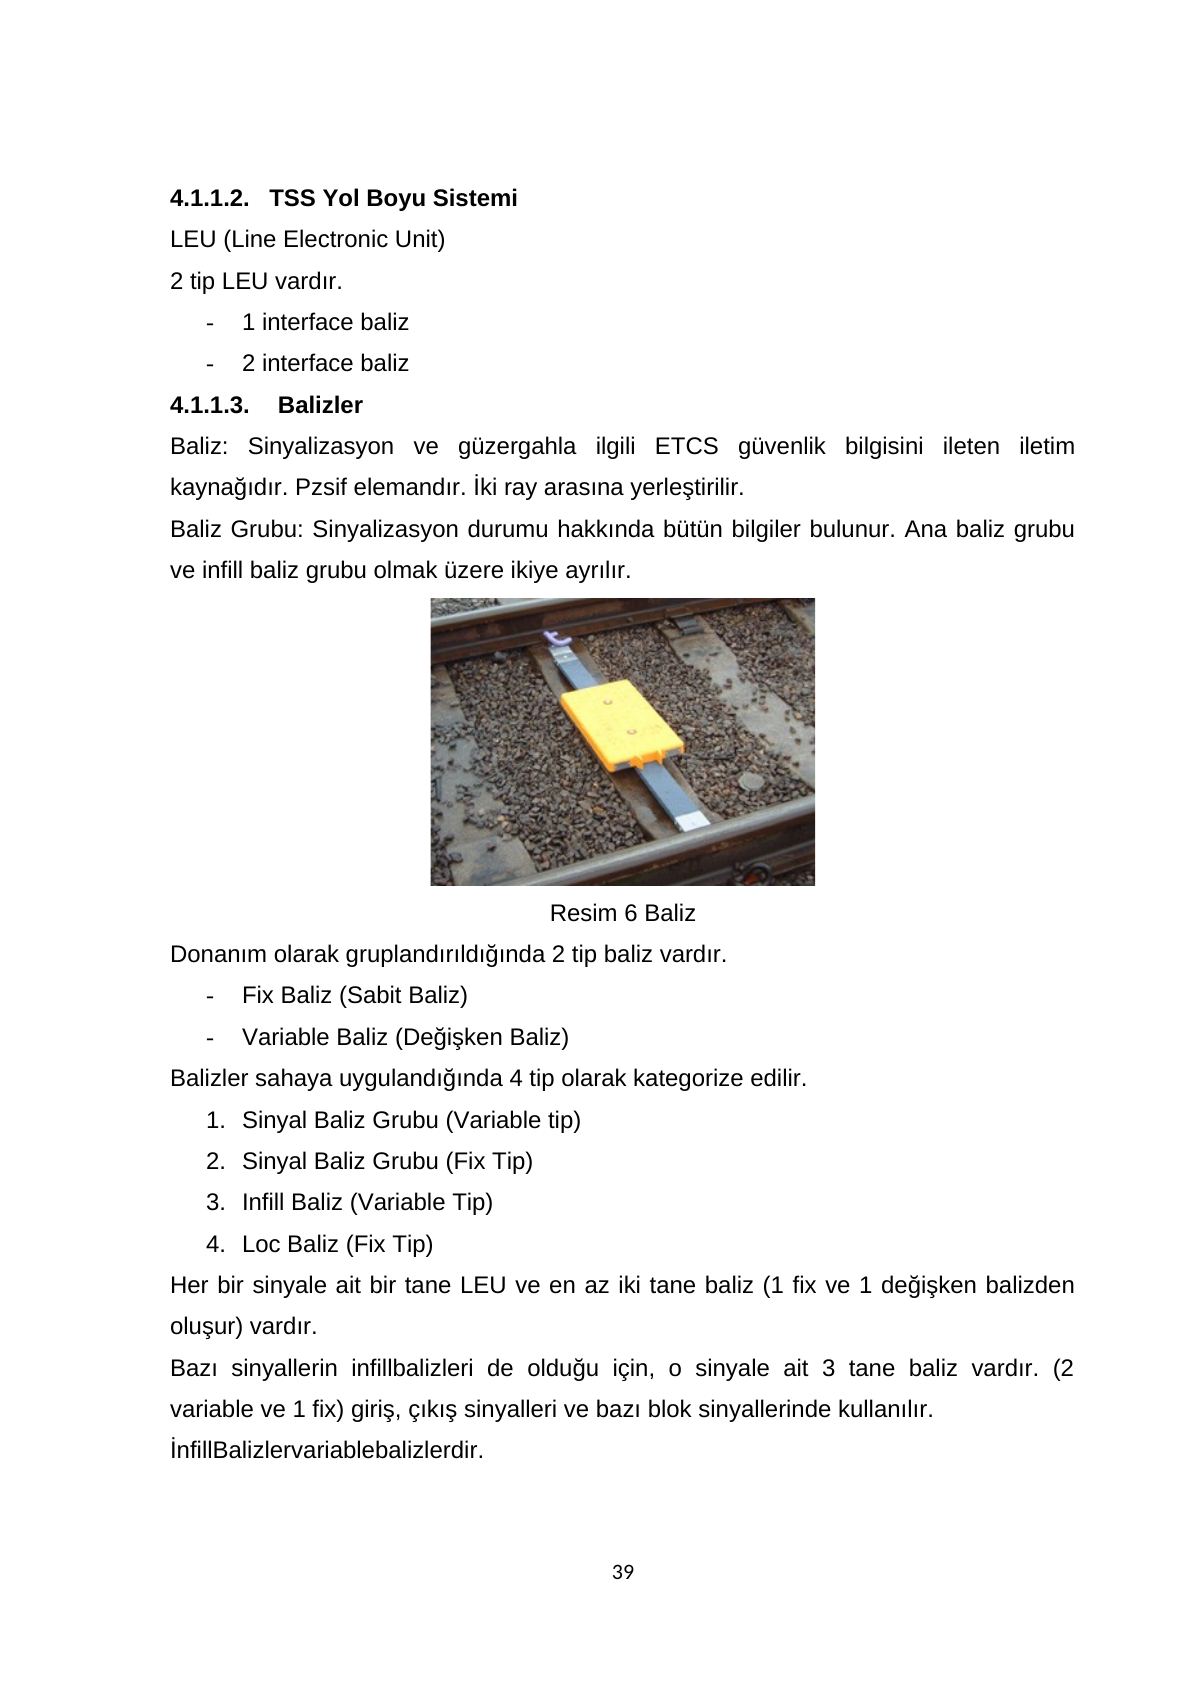 4.1.1.2. TSS Yol Boyu Sistemi
LEU (Line Electronic Unit)
2 tip LEU vardır.
- 1 interface baliz
- 2 interface baliz
4.1.1.3. Balizler
Baliz: Sinyalizasyon ve güzergahla ilgili ETCS güvenlik bilgisini ileten iletim
kaynağıdır. Pzsif elemandır. İki ray arasına yerleştirilir.
Baliz Grubu: Sinyalizasyon durumu hakkında bütün bilgiler bulunur. Ana baliz grubu
ve infill baliz grubu olmak üzere ikiye ayrılır.
Resim 6 Baliz
Donanım olarak gruplandırıldığında 2 tip baliz vardır.
- Fix Baliz (Sabit Baliz)
- Variable Baliz (Değişken Baliz)
Balizler sahaya uygulandığında 4 tip olarak kategorize edilir.
1. Sinyal Baliz Grubu (Variable tip)
2. Sinyal Baliz Grubu (Fix Tip)
3. Infill Baliz (Variable Tip)
4. Loc Baliz (Fix Tip)
Her bir sinyale ait bir tane LEU ve en az iki tane baliz (1 fix ve 1 değişken balizden
oluşur) vardır.
Bazı sinyallerin infillbalizleri de olduğu için, o sinyale ait 3 tane baliz vardır. (2
variable ve 1 fix) giriş, çıkış sinyalleri ve bazı blok sinyallerinde kullanılır.
İnfillBalizlervariablebalizlerdir.
39